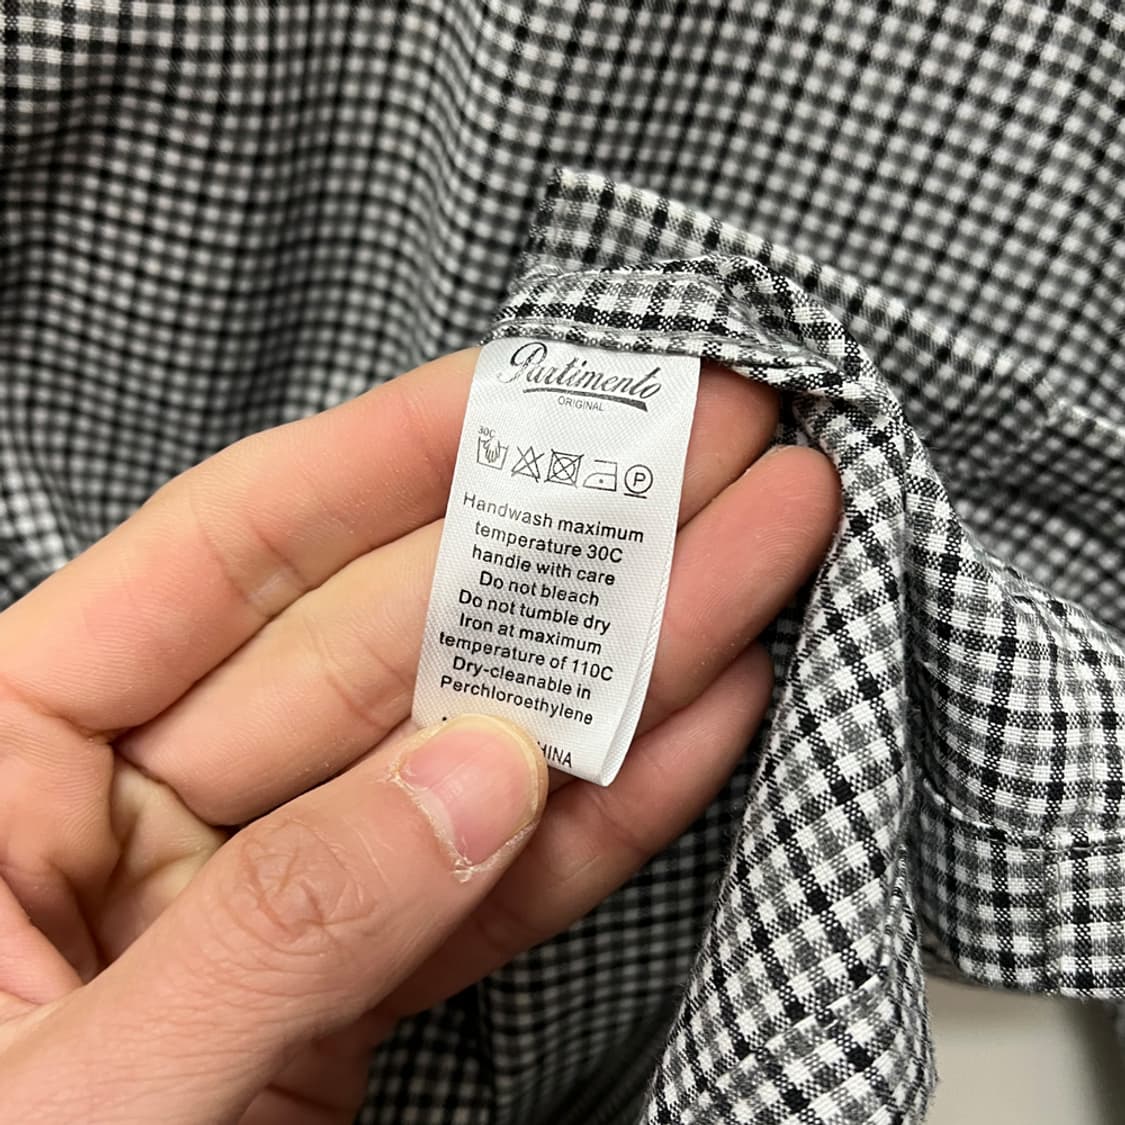 Partimento
ORIGINAL
30C
P
Handwash maximum
temperature 30C
handle with care
Do not bleach
Do not tumble dry
Iron at maximum
temperature of 110C
Dry-cleanable in
Perchloroethylene